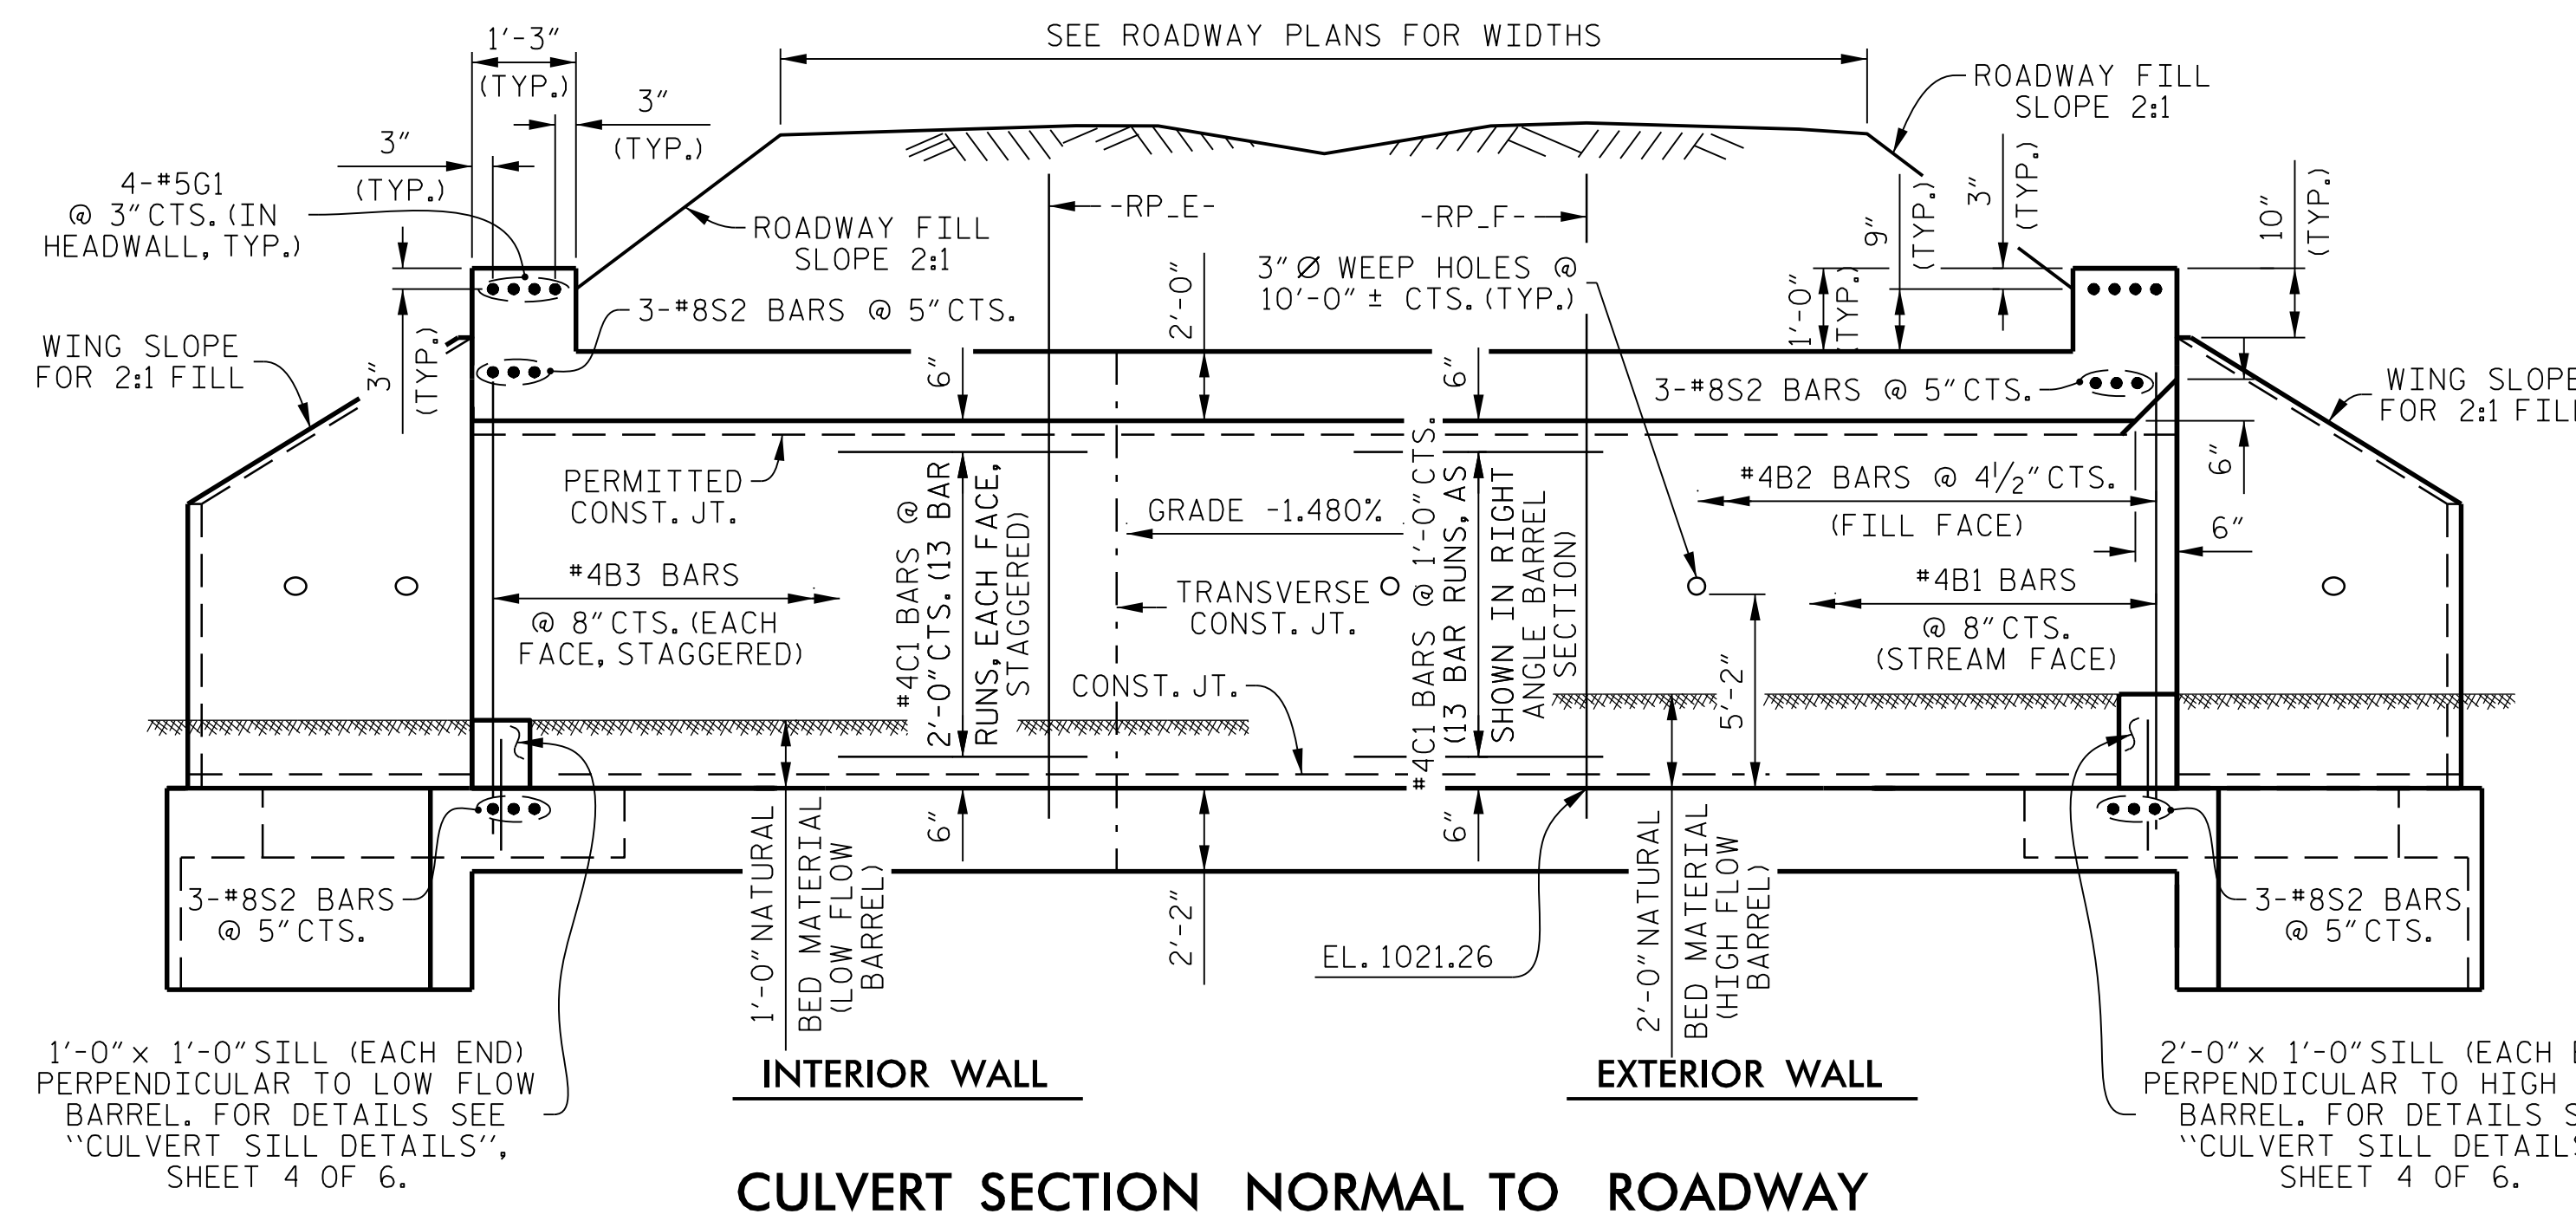 SEE ROADWAY PLANS FOR WIDTHS
1'-3"
(TYP.)
3"
(TYP.)
3"
(TYP.)
4-#5G1
@ 3"CTS.(IN
HEADWALL, TYP.)
ROADWAY FILL
SLOPE 2:1
-RP_E-
-RP_F-
ROADWAY FILL
SLOPE 2:1
3"
(TYP.)
9"
(TYP.)
10"
(TYP.)
1'-0"
(TYP.)
3-#8S2 BARS @ 5"CTS.
2'-0"
3"Ø WEEP HOLES @
10'-0"± CTS.(TYP.)
WING SLOPE
FOR 2:1 FILL
3"
(TYP.)
6"
6"
3-#8S2 BARS @ 5"CTS.
WING SLOPE
FOR 2:1 FILL
PERMITTED
CONST. JT.
#4C1 BARS @
2'-0"CTS.(13 BAR
RUNS, EACH FACE,
STAGGERED)
GRADE -1.480%
#4C1 BARS @ 1'-0"CTS.
(13 BAR RUNS, AS
SHOWN IN RIGHT
ANGLE BARREL
SECTION)
#4B2 BARS @ 4½"CTS.
(FILL FACE)
6"
6"
#4B3 BARS
@ 8"CTS.(EACH
FACE, STAGGERED)
TRANSVERSE
CONST. JT.
#4B1 BARS
@ 8"CTS.
(STREAM FACE)
CONST. JT.
5'-2"
6"
6"
3-#8S2 BARS
@ 5"CTS.
1'-0"NATURAL
BED MATERIAL
(LOW FLOW
BARREL)
2'-2"
EL. 1021.26
2'-0"NATURAL
BED MATERIAL
(HIGH FLOW
BARREL)
3-#8S2 BARS
@ 5"CTS.
1'-0"x 1'-0"SILL (EACH END)
PERPENDICULAR TO LOW FLOW
BARREL. FOR DETAILS SEE
"CULVERT SILL DETAILS",
SHEET 4 OF 6.
INTERIOR WALL
EXTERIOR WALL
2'-0"x 1'-0"SILL (EACH
PERPENDICULAR TO HIGH
BARREL. FOR DETAILS
"CULVERT SILL DETAILS
SHEET 4 OF 6.
CULVERT SECTION NORMAL TO ROADWAY